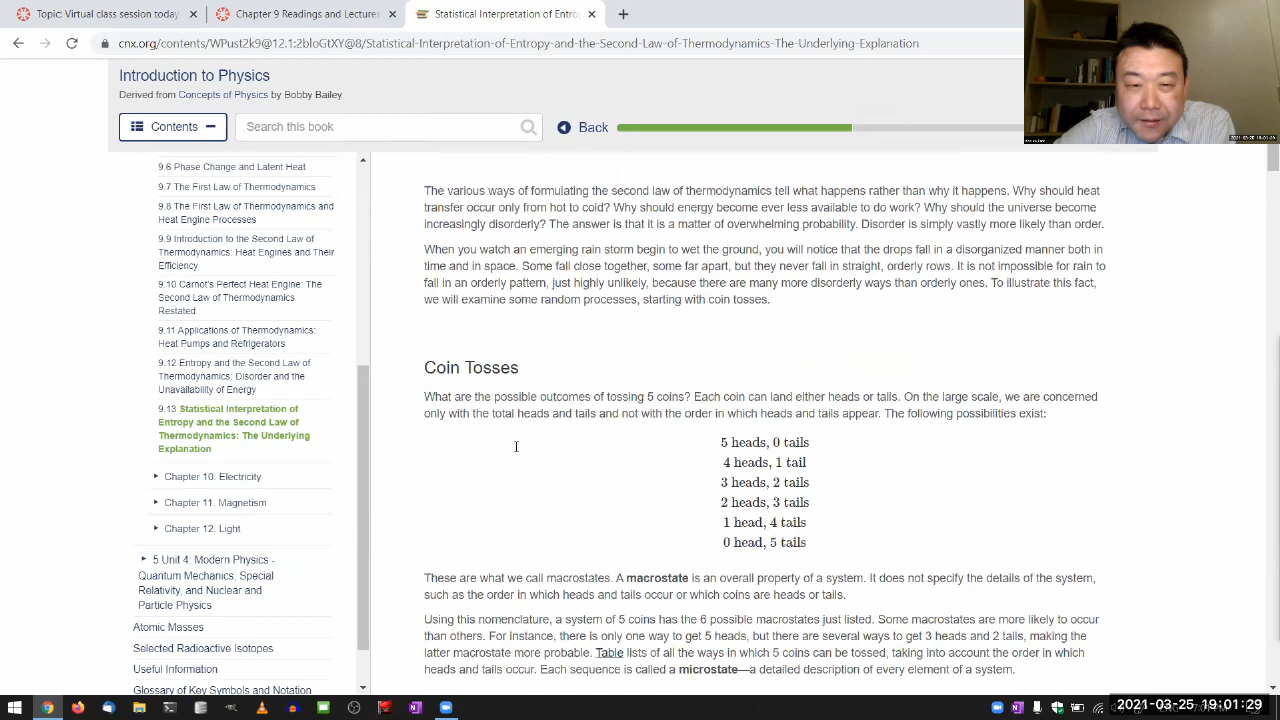 Topic: Virtual class session today
Chapter 9 Readings and Lectures
Statistical Interpretation of Entro
cnx.org/contents/WPust2k9@12.1:2bloCKXY@8/Statistical-Interpretation-of-Entropy-and-the-Second-Law-of-Thermodynamics-The-Underlying-Explanation
Introduction to Physics
Derived from Concepts of Physics by Bobby Bailey
Contents
Search this book
Back
9.6 Phase Change and Latent Heat
9.7 The First Law of Thermodynamics
9.8 The First Law of Thermodynamics and
Heat Engine Processes
9.9 Introduction to the Second Law of
Thermodynamics: Heat Engines and Their
Efficiency
9.10 Carnot's Perfect Heat Engine: The
Second Law of Thermodynamics
Restated
9.11 Applications of Thermodynamics:
Heat Pumps and Refrigerators
9.12 Entropy and the Second Law of
Thermodynamics: Disorder and the
Unavailability of Energy
9.13 Statistical Interpretation of
Entropy and the Second Law of
Thermodynamics: The Underlying
Explanation
Chapter 10. Electricity
Chapter 11. Magnetism
Chapter 12. Light
5 Unit 4: Modern Physics -
Quantum Mechanics, Special
Relativity, and Nuclear and
Particle Physics
Atomic Masses
Selected Radioactive Isotopes
Useful Information
Glossary of Key Symbols and Notation
The various ways of formulating the second law of thermodynamics tell what happens rather than why it happens. Why should heat
transfer occur only from hot to cold? Why should energy become ever less available to do work? Why should the universe become
increasingly disorderly? The answer is that it is a matter of overwhelming probability. Disorder is simply vastly more likely than order.
When you watch an emerging rain storm begin to wet the ground, you will notice that the drops fall in a disorganized manner both in
time and in space. Some fall close together, some far apart, but they never fall in straight, orderly rows. It is not impossible for rain to
fall in an orderly pattern, just highly unlikely, because there are many more disorderly ways than orderly ones. To illustrate this fact,
we will examine some random processes, starting with coin tosses.
Coin Tosses
What are the possible outcomes of tossing 5 coins? Each coin can land either heads or tails. On the large scale, we are concerned
only with the total heads and tails and not with the order in which heads and tails appear. The following possibilities exist:
5 heads, 0 tails
4 heads, 1 tail
3 heads, 2 tails
2 heads, 3 tails
1 head, 4 tails
0 head, 5 tails
These are what we call macrostates. A macrostate is an overall property of a system. It does not specify the details of the system,
such as the order in which heads and tails occur or which coins are heads or tails.
Using this nomenclature, a system of 5 coins has the 6 possible macrostates just listed. Some macrostates are more likely to occur
than others. For instance, there is only one way to get 5 heads, but there are several ways to get 3 heads and 2 tails, making the
latter macrostate more probable. Table lists of all the ways in which 5 coins can be tossed, taking into account the order in which
heads and tails occur. Each sequence is called a microstate—a detailed description of every element of a system.
2021-03-25 19:01:29
2021-03-25 19:01:29